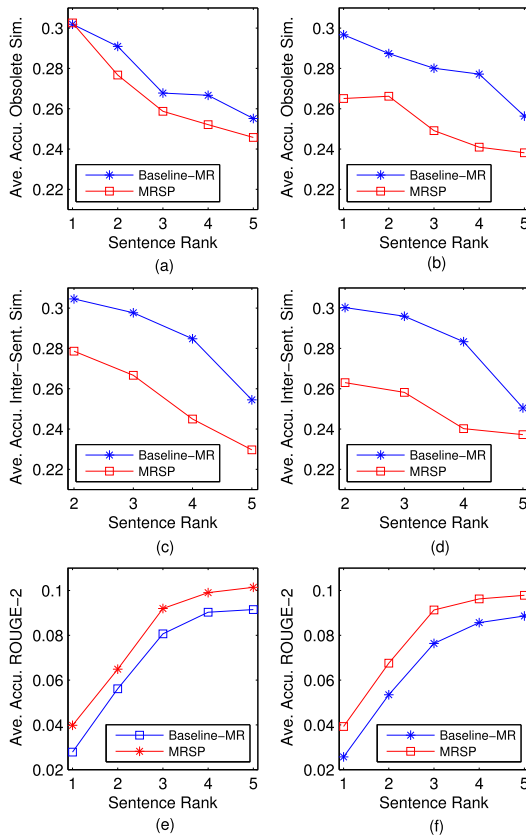 Ave. Accu. Obsolete Sim.
0.3
0.28
0.26
0.24
0.22
Baseline-MR
MRSP
1 2 3 4 5
Sentence Rank
(a)
Ave. Accu. Obsolete Sim.
0.3
0.28
0.26
0.24
0.22
Baseline-MR
MRSP
1 2 3 4 5
Sentence Rank
(b)
Ave. Accu. Inter-Sent. Sim.
0.3
0.28
0.26
0.24
0.22
Baseline-MR
MRSP
2 3 4 5
Sentence Rank
(c)
Ave. Accu. Inter-Sent. Sim.
0.3
0.28
0.26
0.24
0.22
Baseline-MR
MRSP
2 3 4 5
Sentence Rank
(d)
Ave. Accu. ROUGE-2
0.1
0.08
0.06
0.04
0.02
Baseline-MR
MRSP
1 2 3 4 5
Sentence Rank
(e)
Ave. Accu. ROUGE-2
0.1
0.08
0.06
0.04
0.02
Baseline-MR
MRSP
1 2 3 4 5
Sentence Rank
(f)